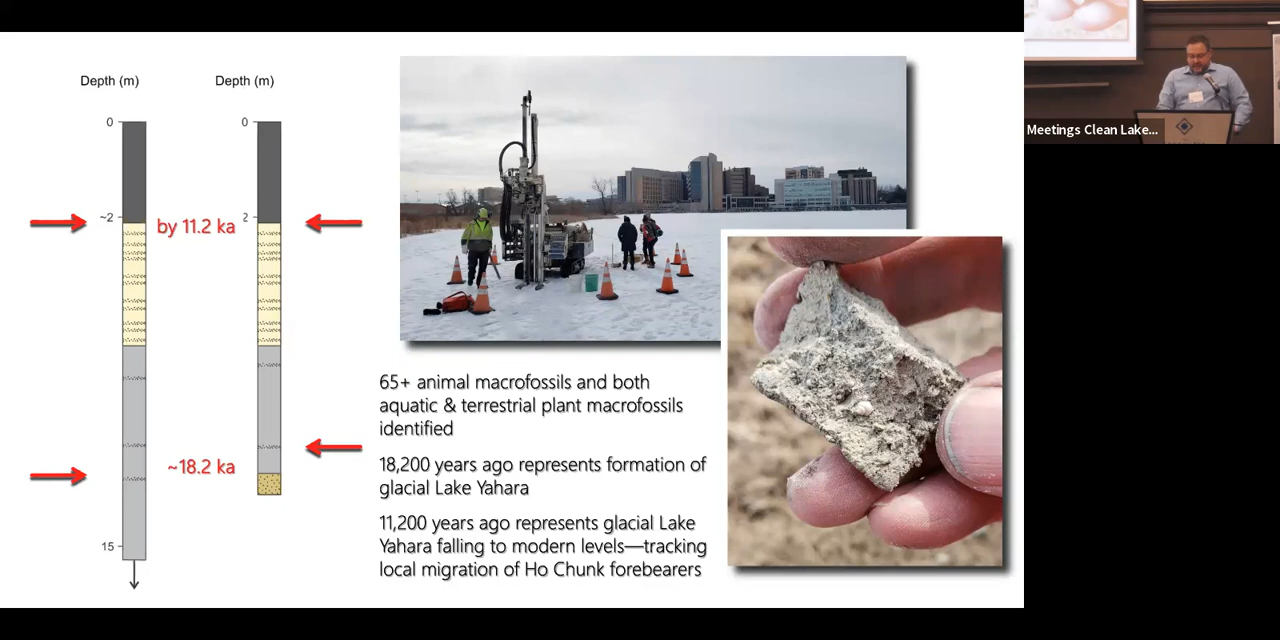 Depth (m)
Depth (m)
0
0
~2
by 11.2 ka
2
~18.2 ka
15
65+ animal macrofossils and both
aquatic & terrestrial plant macrofossils
identified
18,200 years ago represents formation of
glacial Lake Yahara
11,200 years ago represents glacial Lake
Yahara falling to modern levels—tracking
local migration of Ho Chunk forebearers
Meetings Clean Lake...